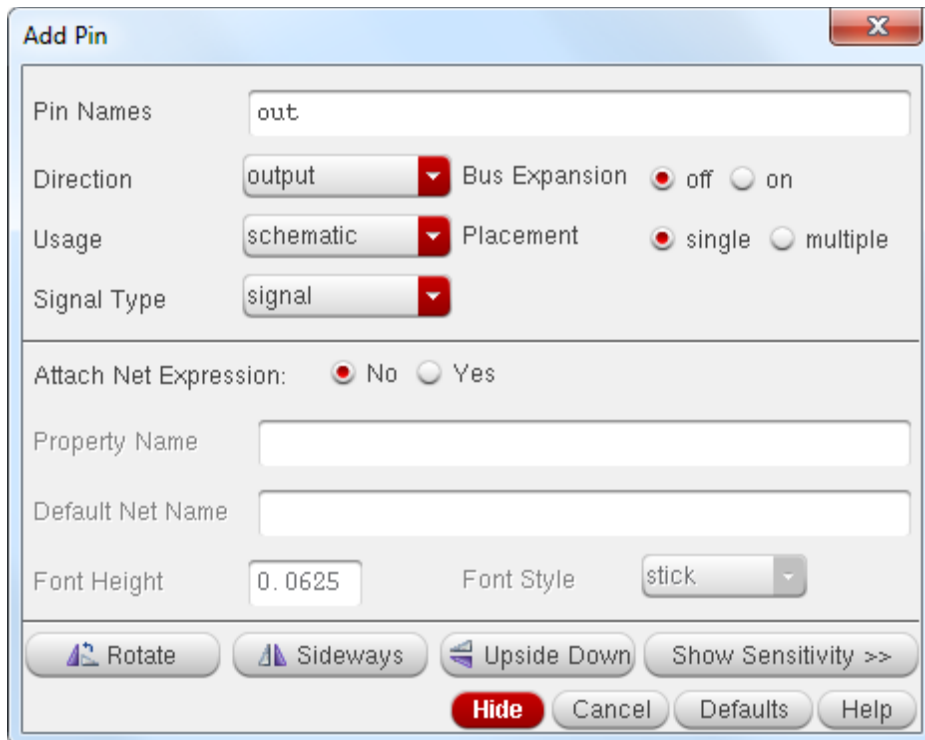 Add Pin
Pin Names out
Direction output Bus Expansion off on
Usage schematic Placement single multiple
Signal Type signal
Attach Net Expression: No Yes
Property Name
Default Net Name
Font Height 0.0625 Font Style stick
Rotate Sideways Upside Down Show Sensitivity >>
Hide Cancel Defaults Help